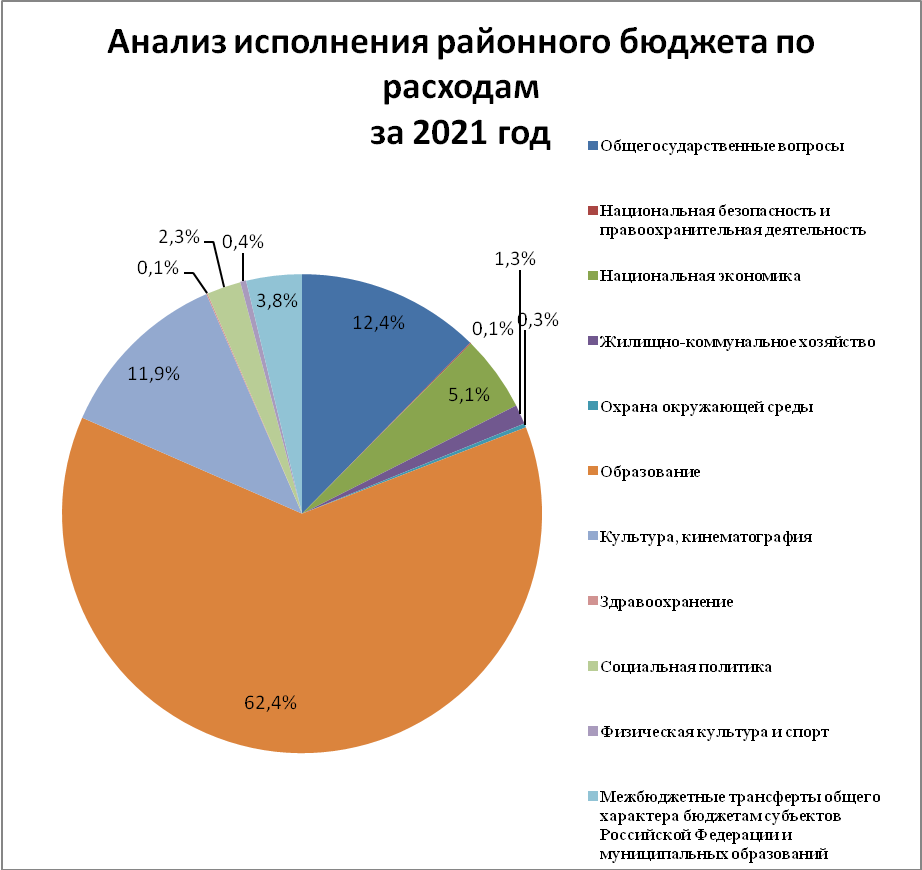 Анализ исполнения районного бюджета по
расходам
за 2021 год
Общегосударственные вопросы
Национальная безопасность и
правоохранительная деятельность
Национальная экономика
Жилищно-коммунальное хозяйство
Охрана окружающей среды
Образование
Культура, кинематография
Здравоохранение
Социальная политика
Физическая культура и спорт
Межбюджетные трансферты общего
характера бюджетам субъектов
Российской Федерации и
муниципальных образований
12,4%
0,1%
5,1%
1,3%
0,3%
62,4%
11,9%
0,1%
2,3%
0,4%
3,8%